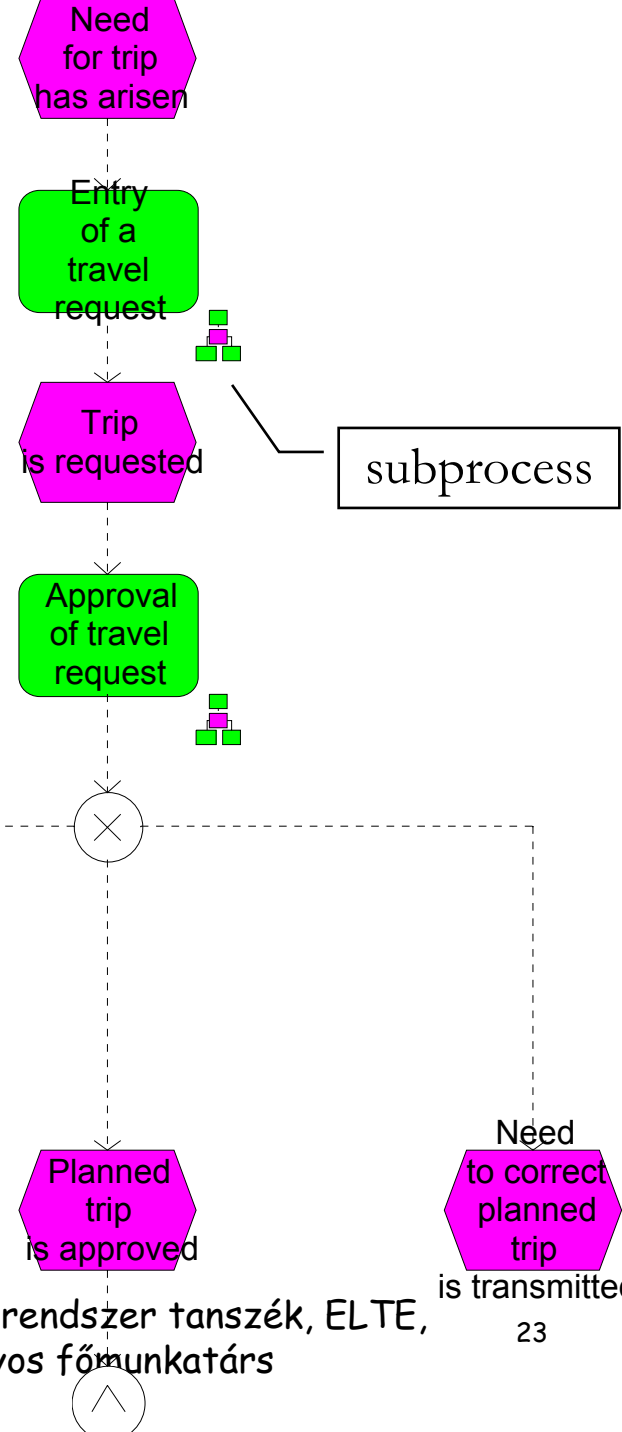 Need
for trip
has arisen
Entry
of a
travel
request
Trip
is requested
subprocess
Approval
of travel
request
Planned
trip
is approved
Need
to correct
planned
trip
is transmitted
rendszer tanszék, ELTE,
23
vos főmunkatárs